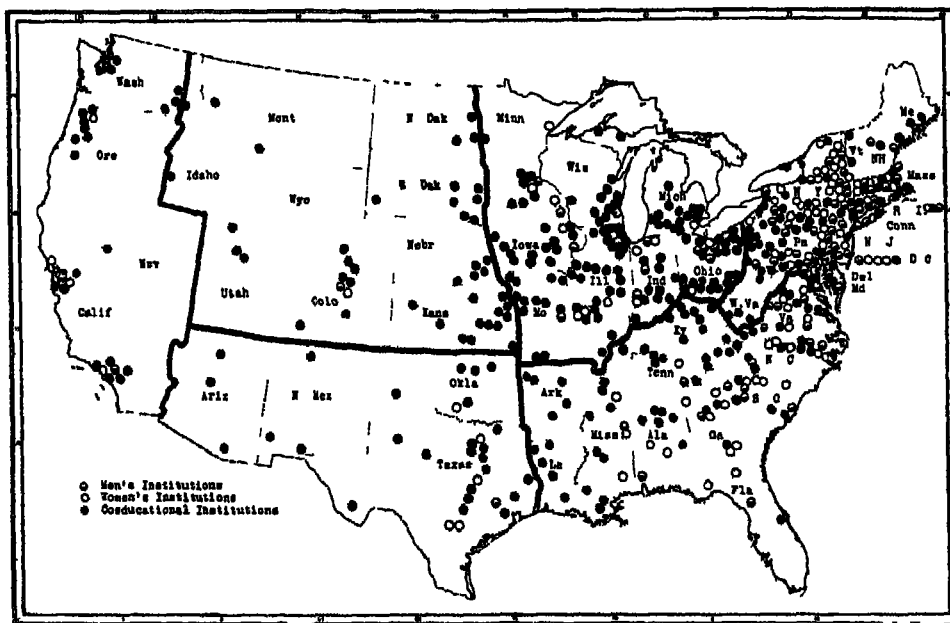 Wash
Mont
N Dak
Minn
Me
Vt
NH
Ore
Idaho
S Dak
Wis
Mich
N Y
Mass
R I
Conn
Wyo
Nebr
Iowa
Pa
N J
D C
Nev
Utah
Colo
Ill
Ind
Ohio
Del
Md
Calif
Kans
Mo
W.Va
Va
Ky
N C
Tenn
Okla
Ark
S C
Ariz
N Mex
Miss
Ala
Ga
Texas
La
Fla
Men's Institutions
Women's Institutions
Coeducational Institutions